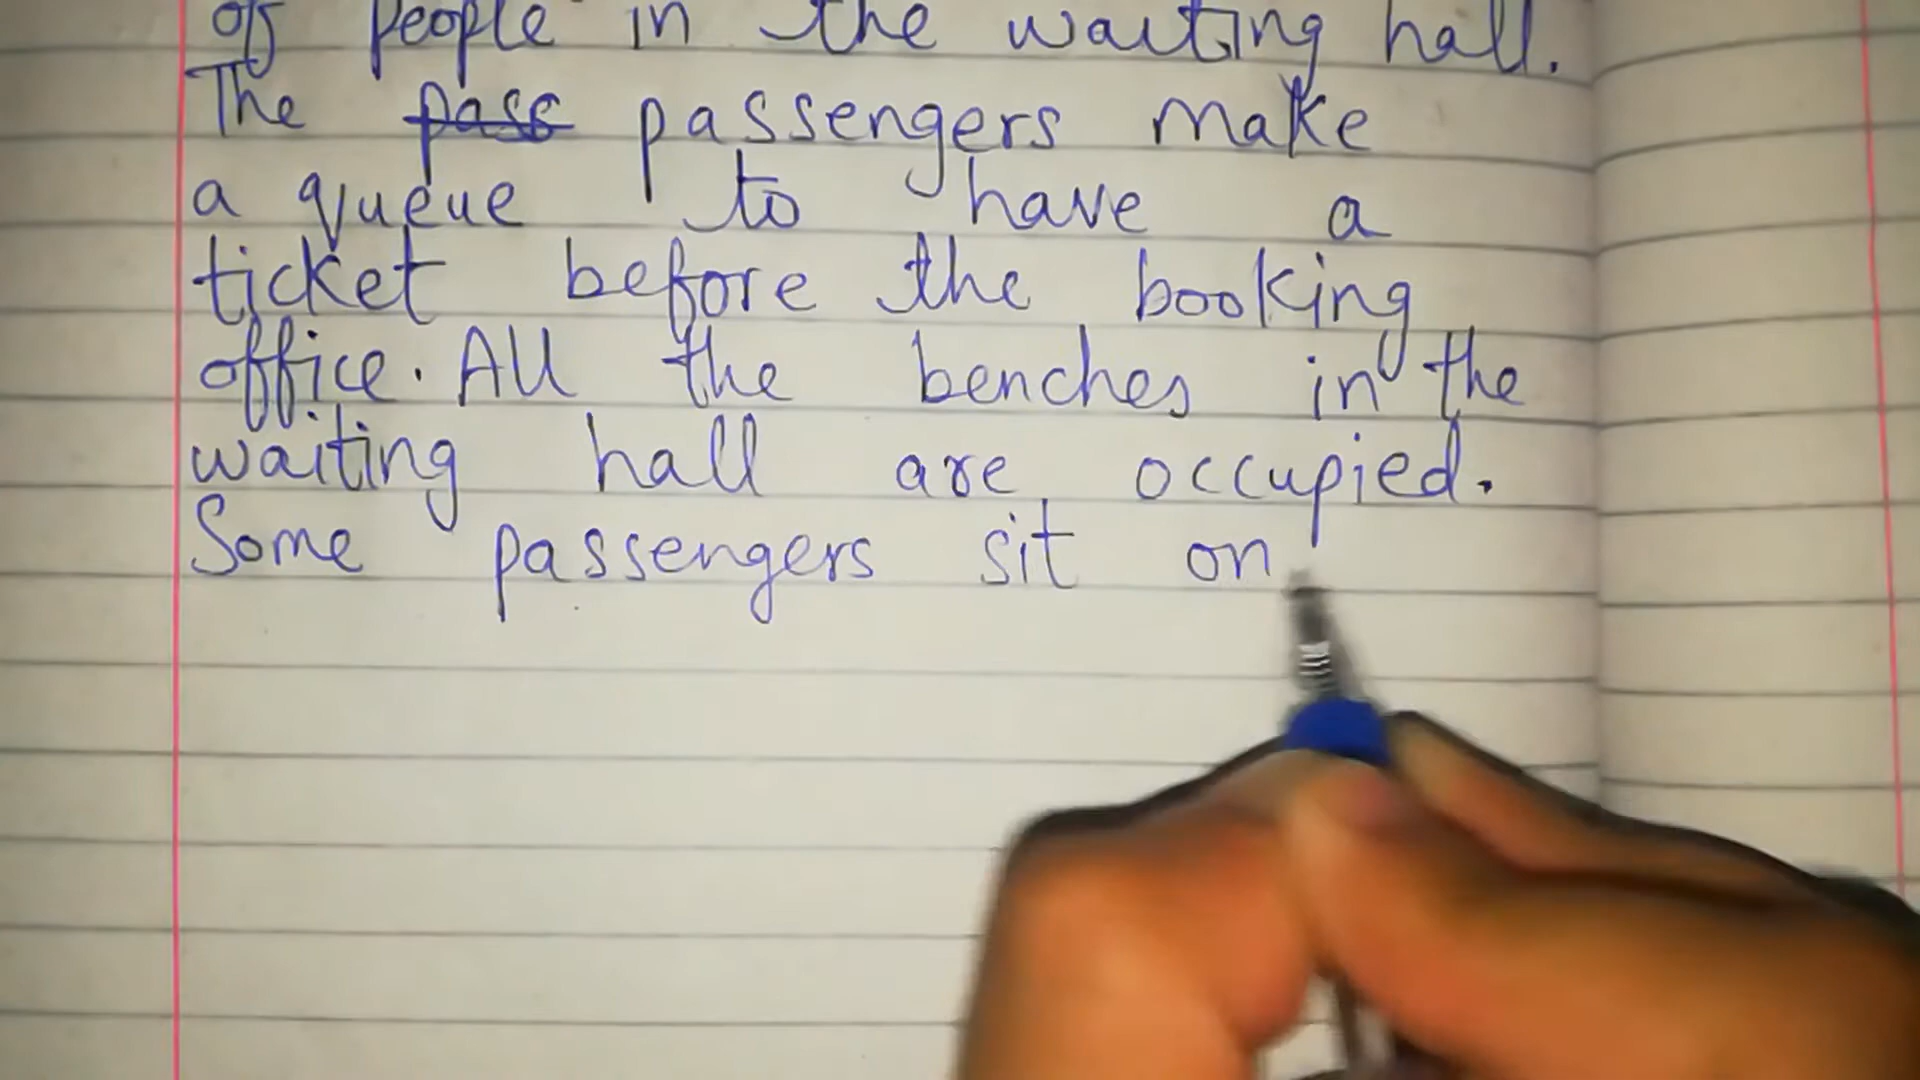 of people in the waiting hall.
The pass passengers make
a queue to have a
ticket before the booking
office. All the benches in the
waiting hall are occupied.
Some passengers sit on